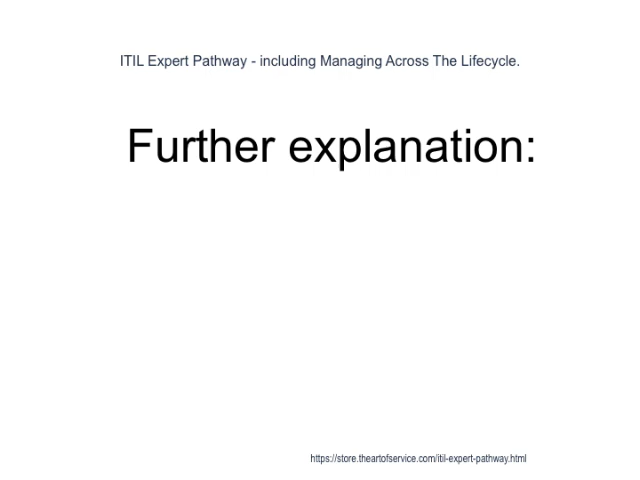 ITIL Expert Pathway - including Managing Across The Lifecycle.
Further explanation:
https://store.theartofservice.com/itil-expert-pathway.html